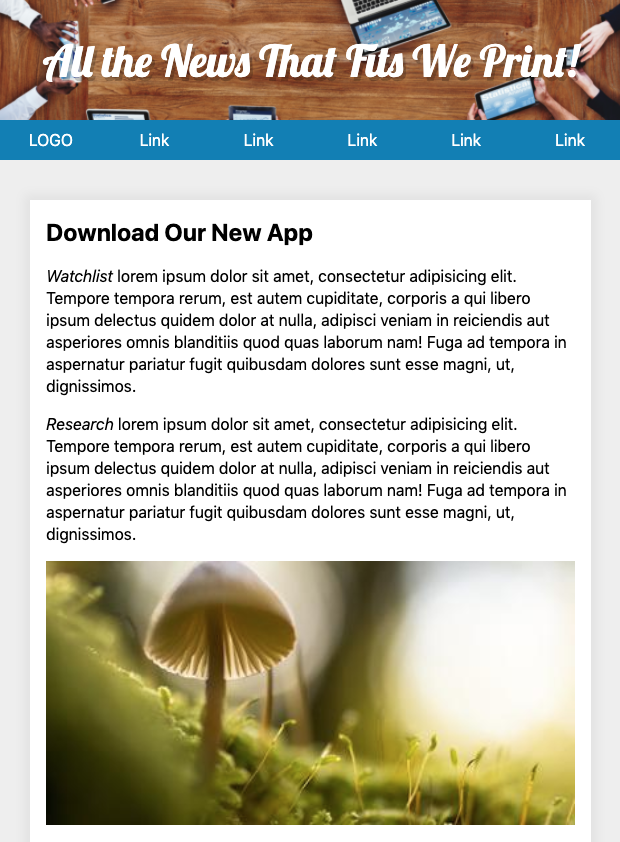 All the News That Fits We Print!
LOGO Link Link Link Link Link
Download Our New App
Watchlist lorem ipsum dolor sit amet, consectetur adipisicing elit.
Tempore tempora rerum, est autem cupiditate, corporis a qui libero
ipsum delectus quidem dolor at nulla, adipisci veniam in reiciendis aut
asperiores omnis blanditiis quod quas laborum nam! Fuga ad tempora in
aspernatur pariatur fugit quibusdam dolores sunt esse magni, ut,
dignissimos.
Research lorem ipsum dolor sit amet, consectetur adipisicing elit.
Tempore tempora rerum, est autem cupiditate, corporis a qui libero
ipsum delectus quidem dolor at nulla, adipisci veniam in reiciendis aut
asperiores omnis blanditiis quod quas laborum nam! Fuga ad tempora in
aspernatur pariatur fugit quibusdam dolores sunt esse magni, ut,
dignissimos.